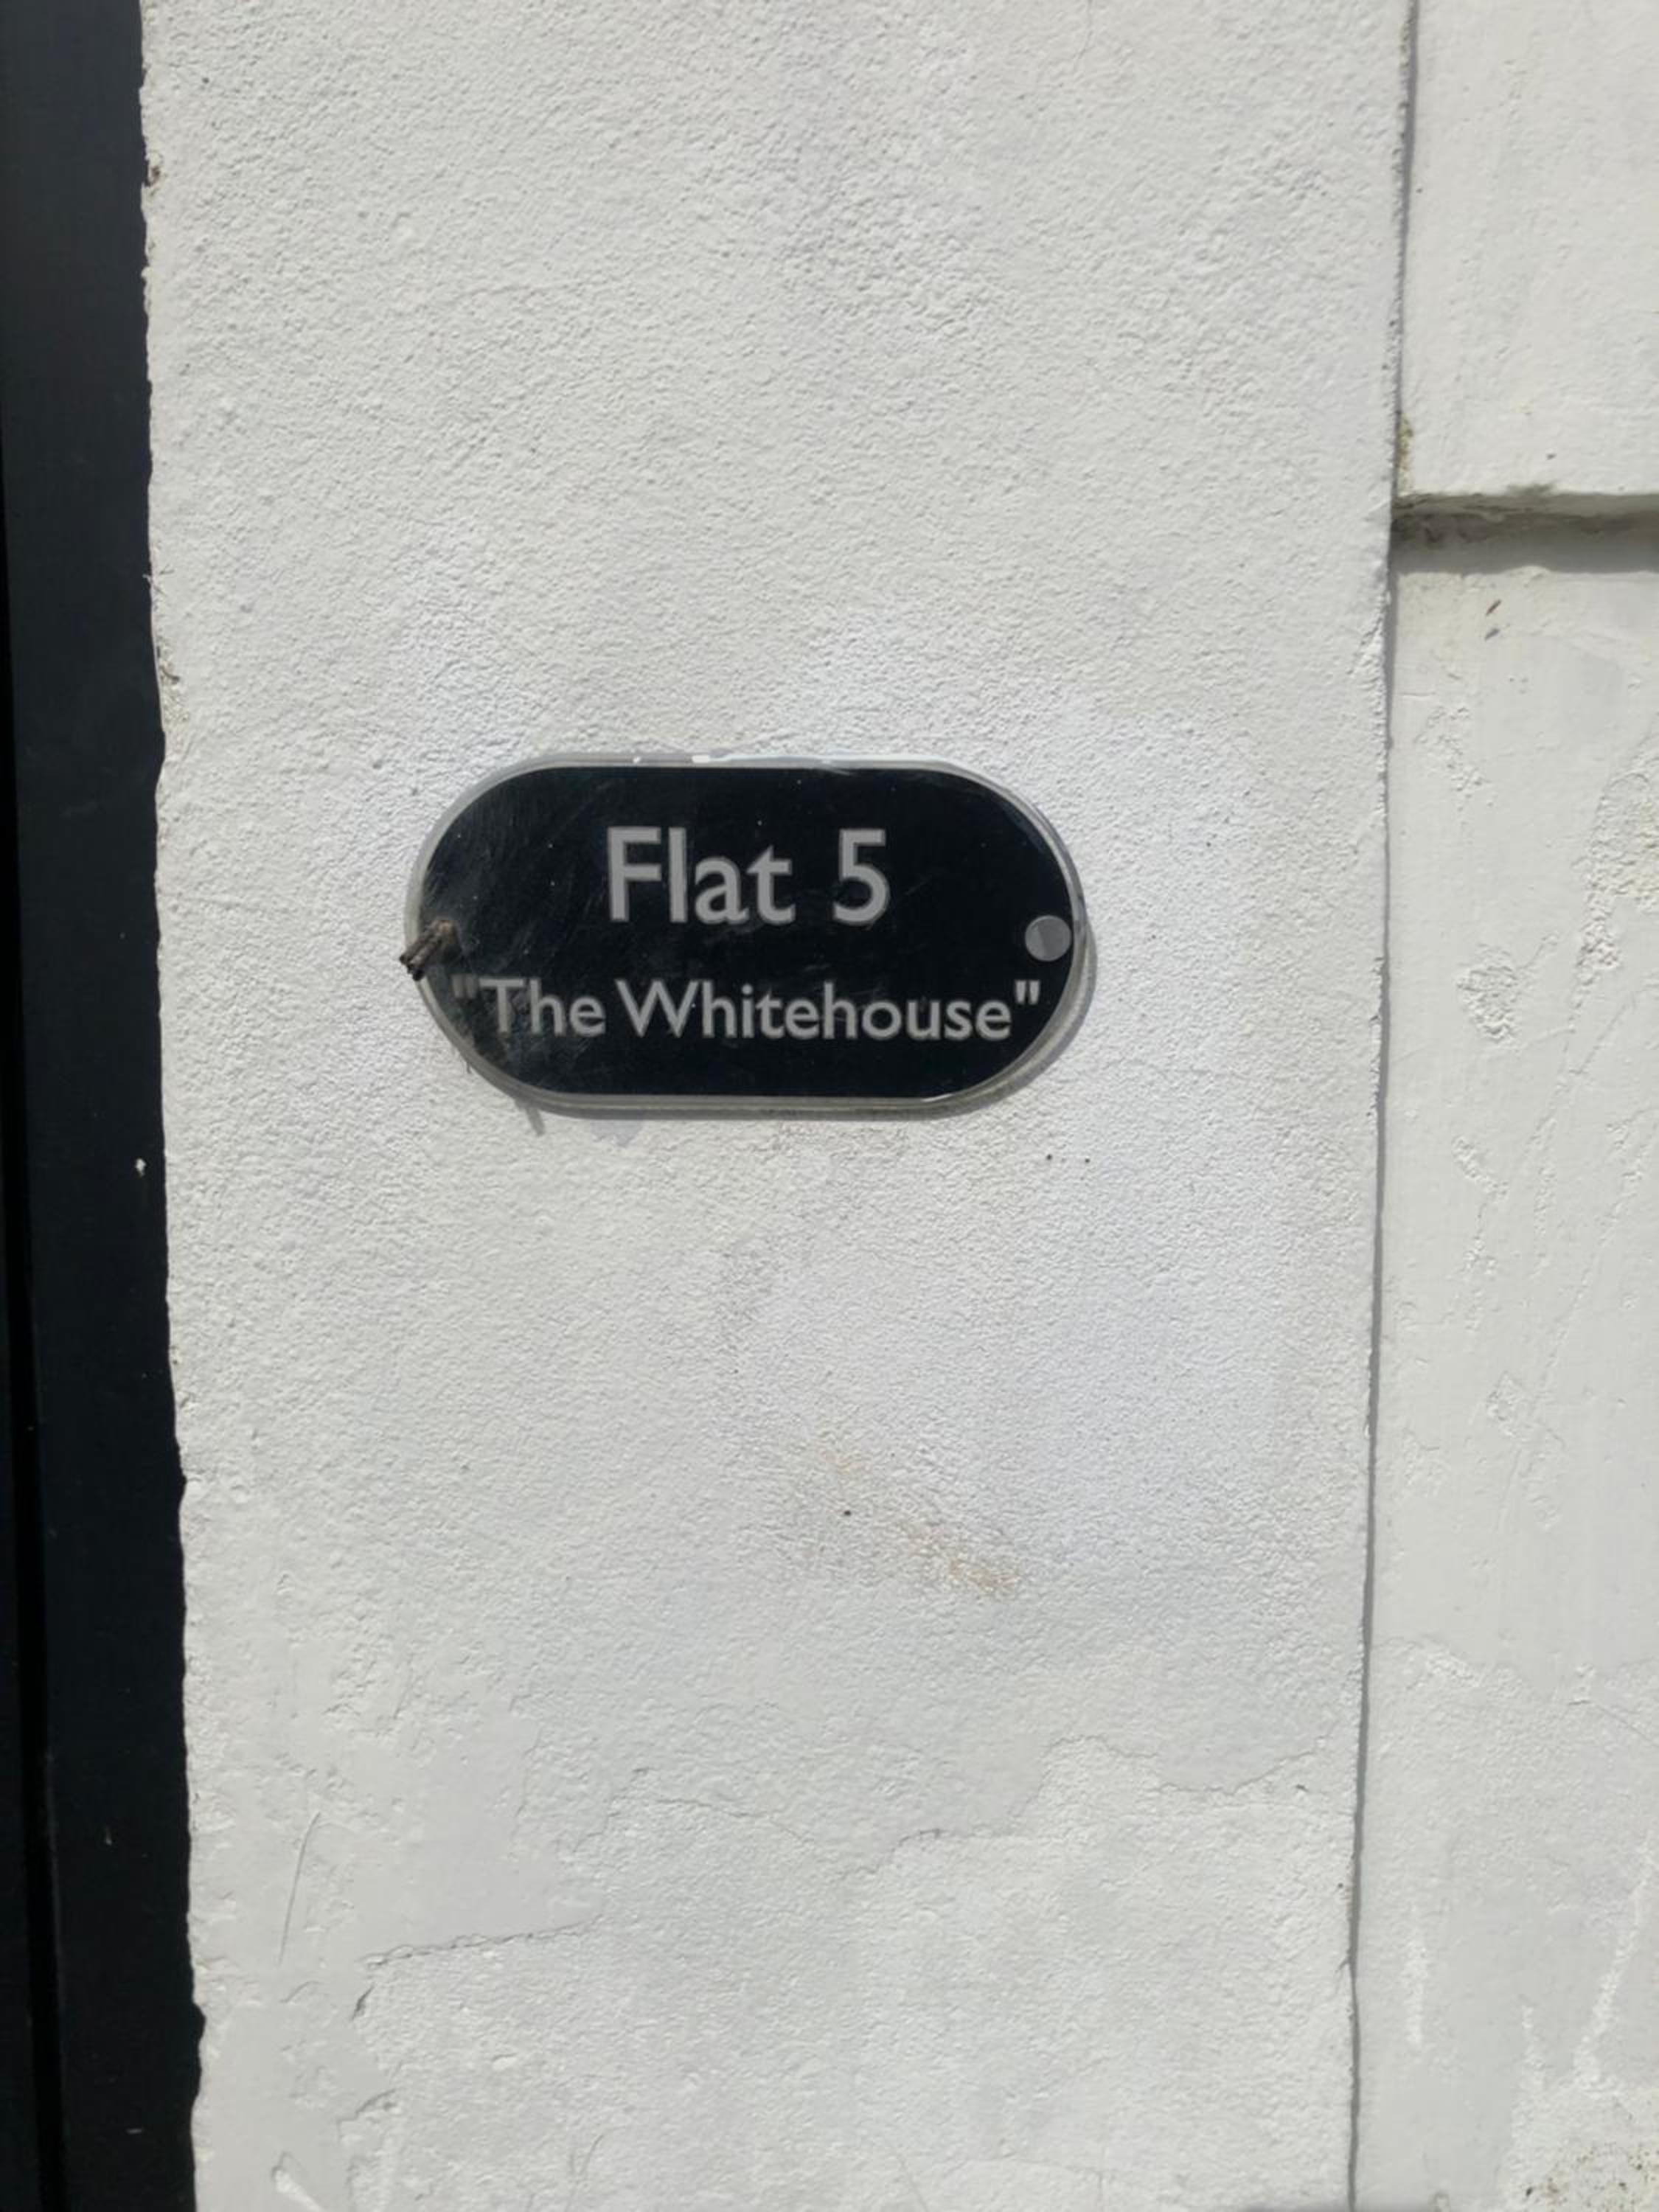 Flat 5
"The Whitehouse"